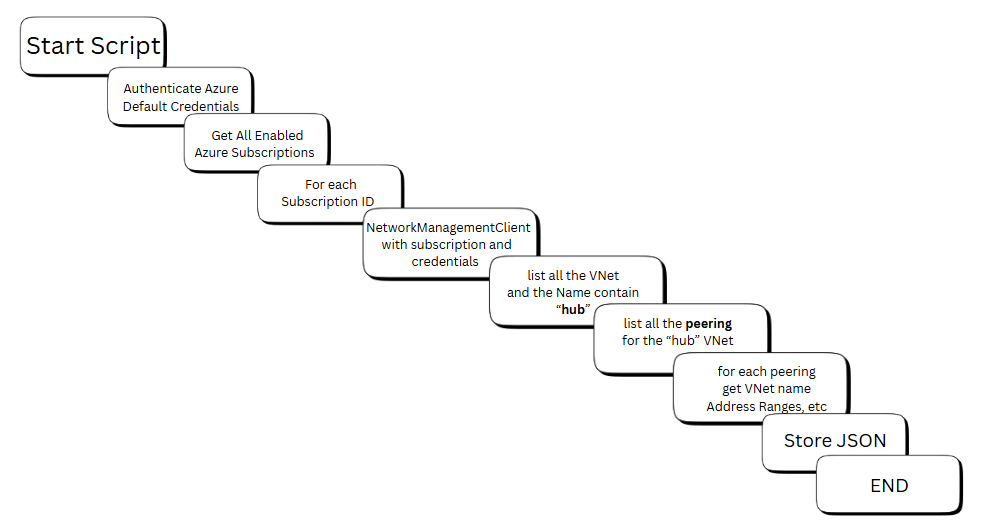 Start Script
Authenticate Azure
Default Credentials
Get All Enabled
Azure Subscriptions
For each
Subscription ID
NetworkManagementClient
with subscription and
credentials
list all the VNet
and the Name contain
“hub”
list all the peering
for the “hub” VNet
for each peering
get VNet name
Address Ranges, etc
Store JSON
END